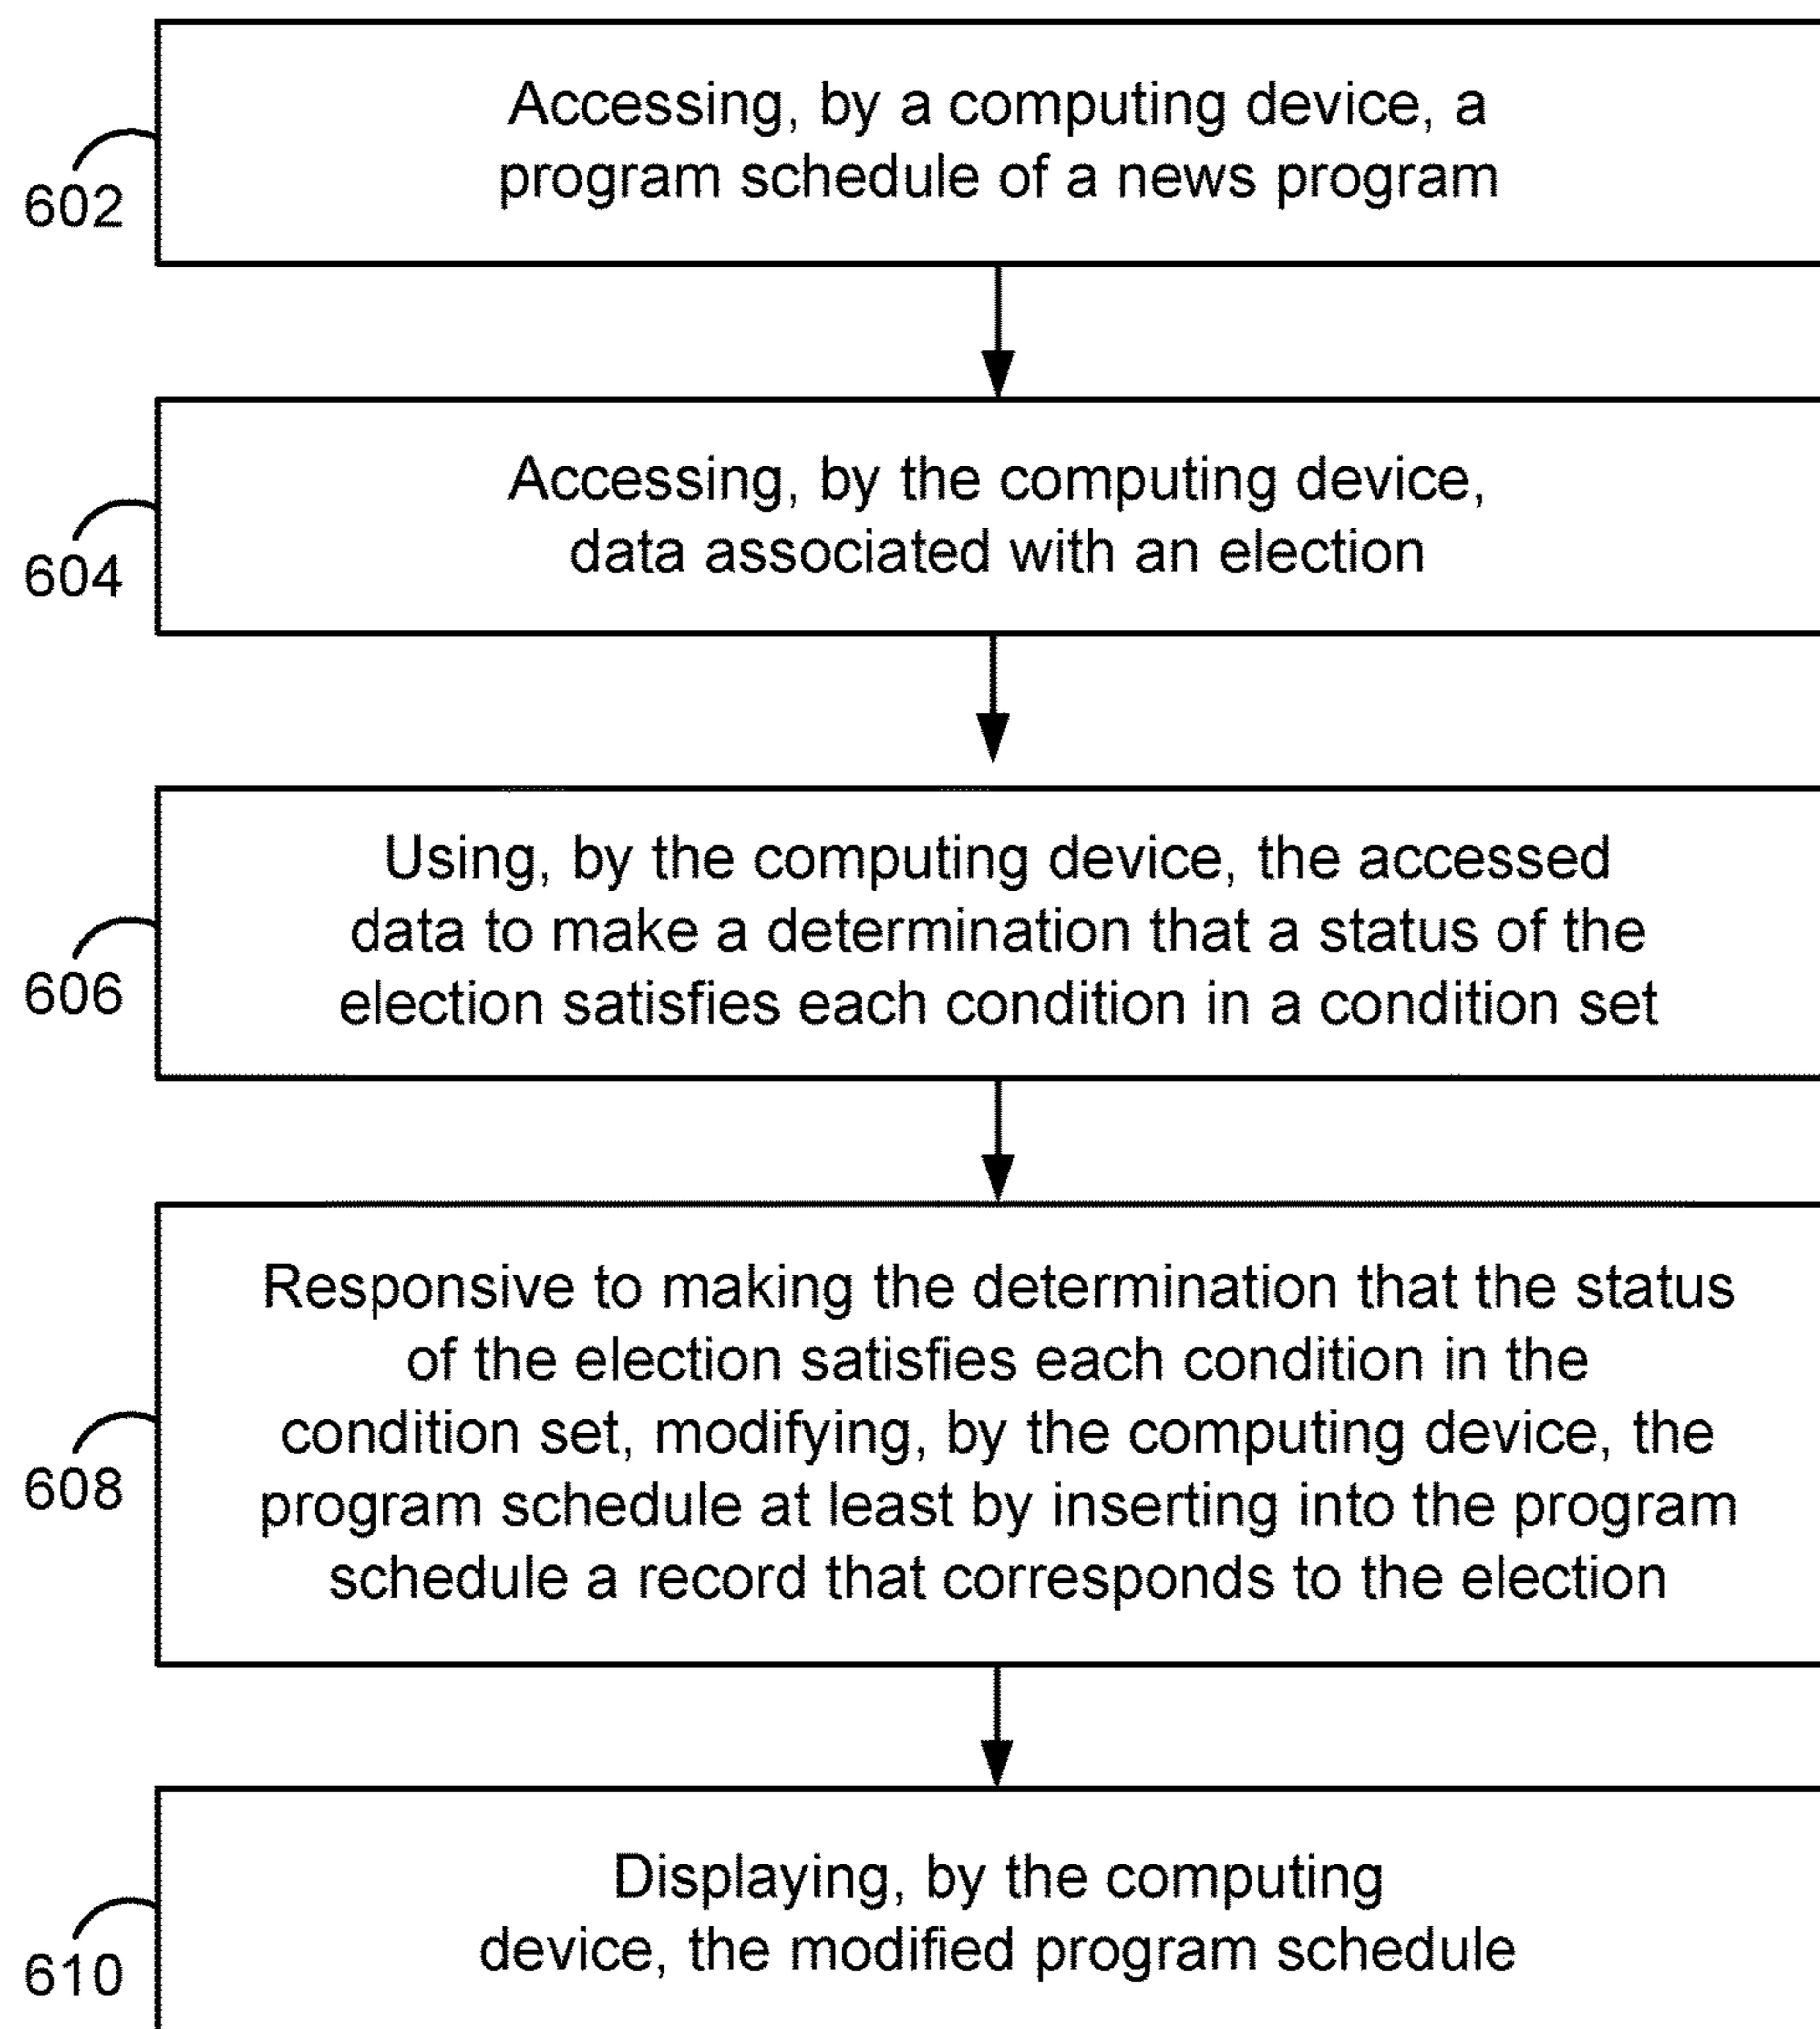 Accessing, by a computing device, a
program schedule of a news program
602
Accessing, by the computing device,
data associated with an election
604
Using, by the computing device, the accessed
data to make a determination that a status of the
election satisfies each condition in a condition set
606
Responsive to making the determination that the status
of the election satisfies each condition in the
condition set, modifying, by the computing device, the
program schedule at least by inserting into the program
schedule a record that corresponds to the election
608
Displaying, by the computing
device, the modified program schedule
610